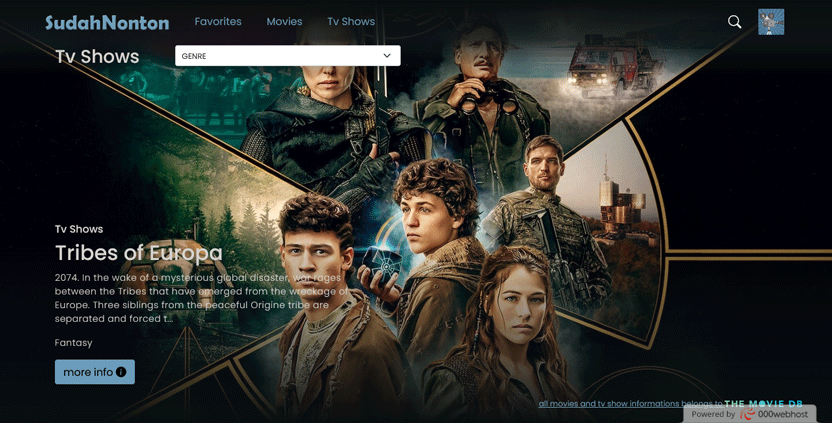 SudahNonton Favorites Movies Tv Shows
Tv Shows GENRE
Tv Shows
Tribes of Europa
2074. In the wake of a mysterious global disaster, war rages
between the Tribes that have emerged from the wreckage of
Europe. Three siblings from the peaceful Origine tribe are
separated and forced t...
Fantasy
more info
all movies and tv show informations belongs to THE MOVIE DB
Powered by 000webhost